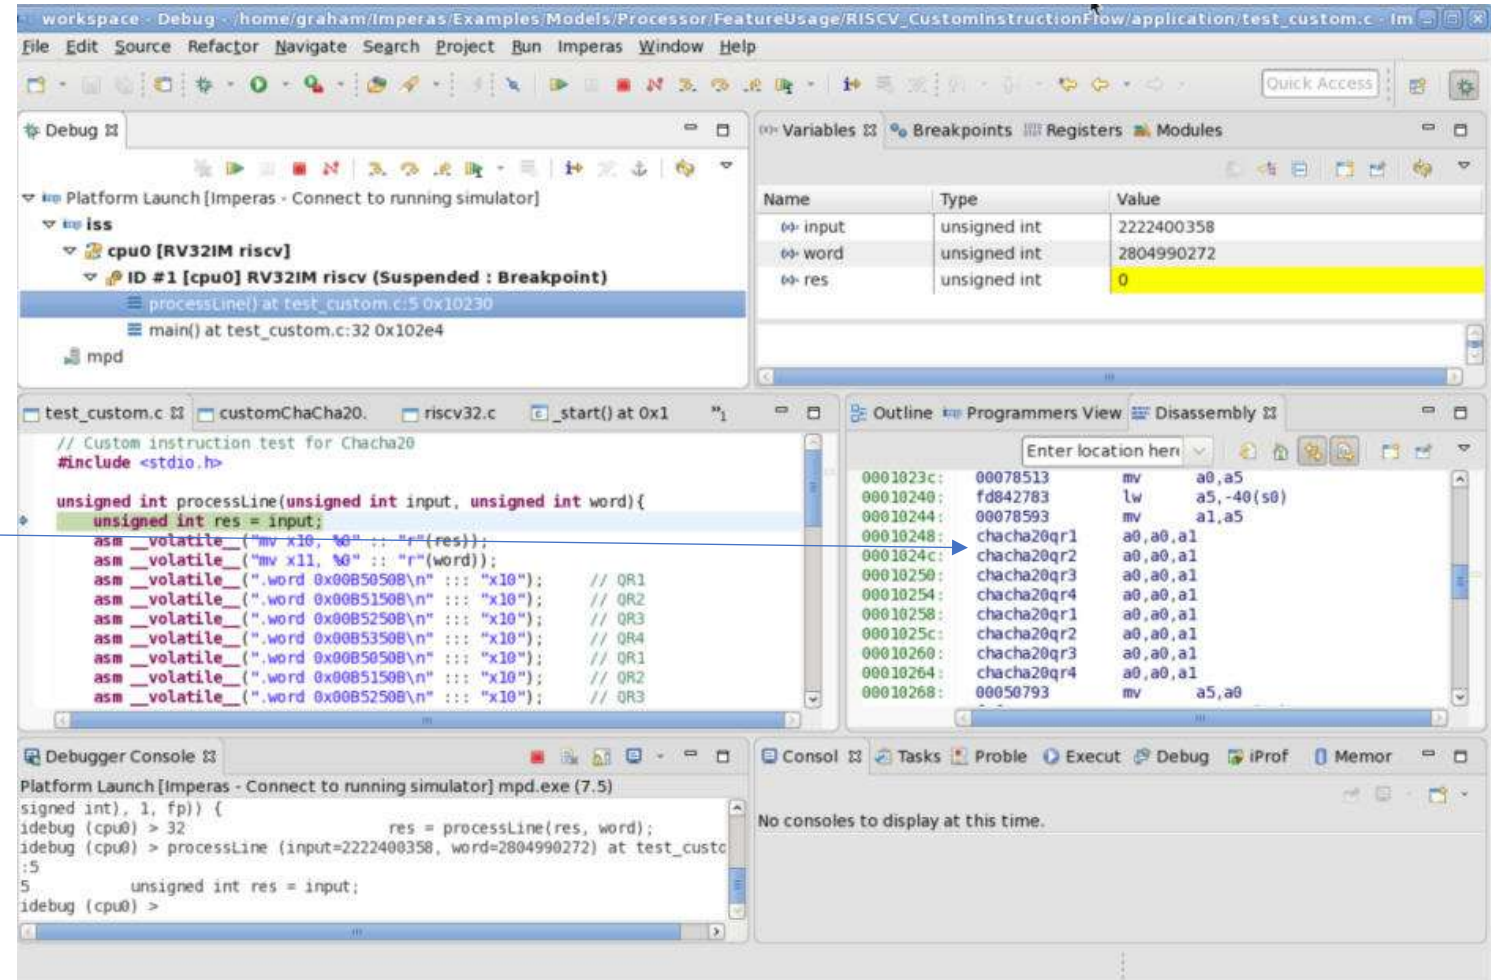 workspace - Debug - /home/graham/Imperas/Examples/Models/Processor/FeatureUsage/RISCV_CustomInstructionFlow/application/test_custom.c - Im
File Edit Source Refactor Navigate Search Project Run Imperas Window Help
Quick Access
Debug
Platform Launch [Imperas - Connect to running simulator]
iss
cpu0 [RV32IM riscv]
ID #1 [cpu0] RV32IM riscv (Suspended : Breakpoint)
processLine() at test_custom.c:5 0x10230
main() at test_custom.c:32 0x102e4
mpd
Variables Breakpoints Registers Modules
Name Type Value
input unsigned int 2222400358
word unsigned int 2804990272
res unsigned int 0
test_custom.c customChaCha20. riscv32.c _start() at 0x1 "1
// Custom instruction test for Chacha20
#include <stdio.h>
unsigned int processLine(unsigned int input, unsigned int word){
unsigned int res = input;
asm __volatile__("mv x10, %0" :: "r"(res));
asm __volatile__("mv x11, %0" :: "r"(word));
asm __volatile__(".word 0x00B5050B\n" ::: "x10"); // QR1
asm __volatile__(".word 0x00B5150B\n" ::: "x10"); // QR2
asm __volatile__(".word 0x00B5250B\n" ::: "x10"); // QR3
asm __volatile__(".word 0x00B5350B\n" ::: "x10"); // QR4
asm __volatile__(".word 0x00B5050B\n" ::: "x10"); // QR1
asm __volatile__(".word 0x00B5150B\n" ::: "x10"); // QR2
asm __volatile__(".word 0x00B5250B\n" ::: "x10"); // QR3
Outline Programmers View Disassembly
Enter location here
0001023c: 00078513 mv a0,a5
00010240: fd842783 lw a5,-40(s0)
00010244: 00078593 mv a1,a5
00010248: chacha20qr1 a0,a0,a1
0001024c: chacha20qr2 a0,a0,a1
00010250: chacha20qr3 a0,a0,a1
00010254: chacha20qr4 a0,a0,a1
00010258: chacha20qr1 a0,a0,a1
0001025c: chacha20qr2 a0,a0,a1
00010260: chacha20qr3 a0,a0,a1
00010264: chacha20qr4 a0,a0,a1
00010268: 00050793 mv a5,a0
Debugger Console
Platform Launch [Imperas - Connect to running simulator] mpd.exe (7.5)
signed int), 1, fp)) {
idebug (cpu0) > 32 res = processLine(res, word);
idebug (cpu0) > processLine (input=2222400358, word=2804990272) at test_custo
:5
5 unsigned int res = input;
idebug (cpu0) >
Consol Tasks Proble Execut Debug iProf Memor
No consoles to display at this time.